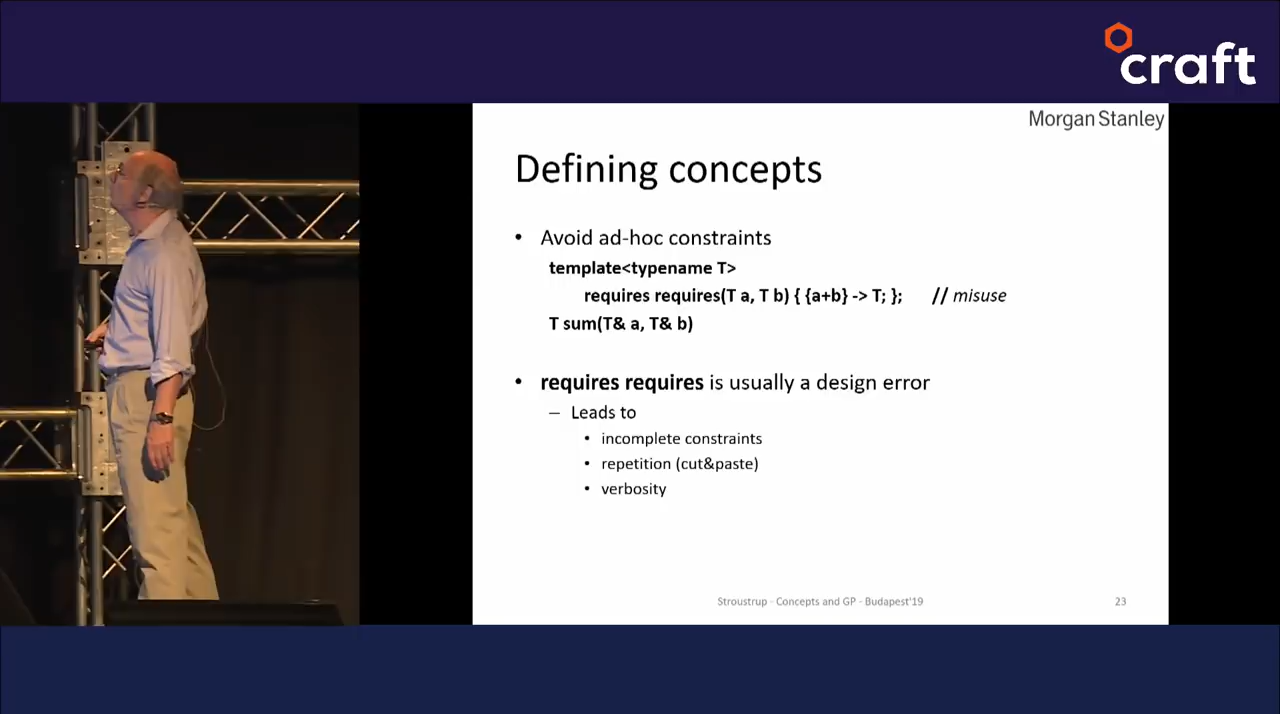 craft
Morgan Stanley
Defining concepts
• Avoid ad-hoc constraints
template<typename T>
requires requires(T a, T b) { {a+b} -> T; }; // misuse
T sum(T& a, T& b)
• requires requires is usually a design error
– Leads to
• incomplete constraints
• repetition (cut&paste)
• verbosity
Stroustrup - Concepts and GP - Budapest'19 23